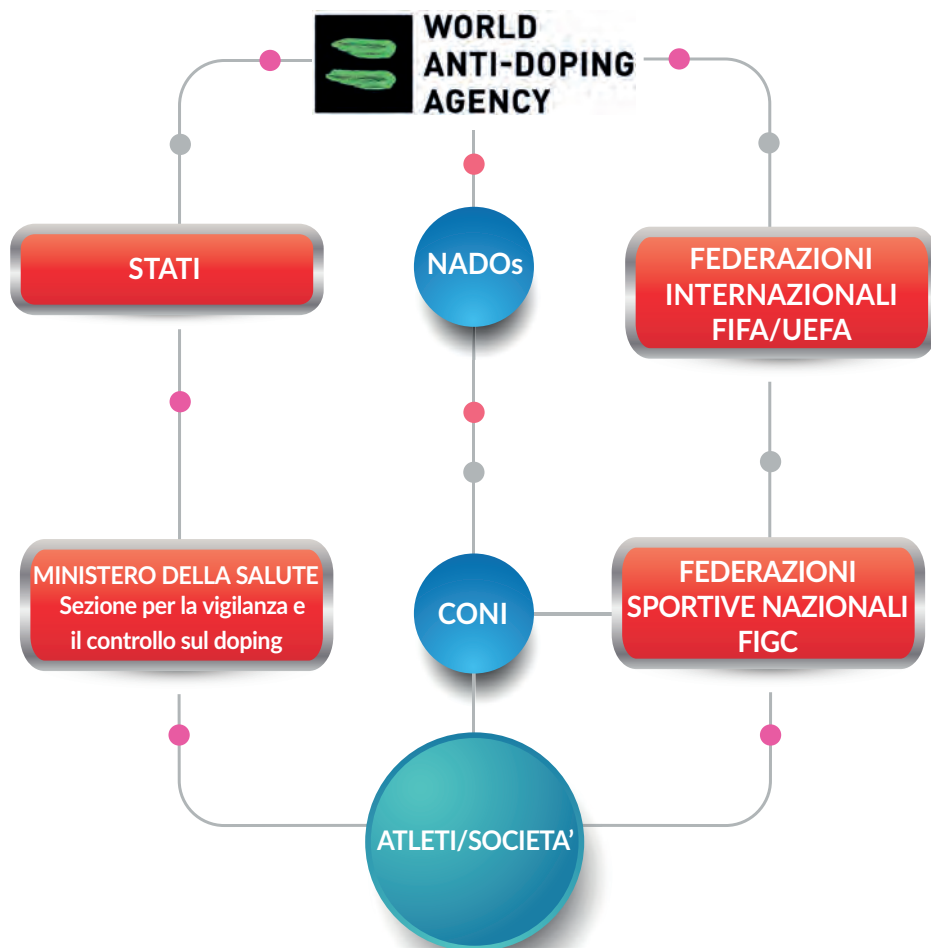 WORLD
ANTI-DOPING
AGENCY
STATI
NADOs
FEDERAZIONI
INTERNAZIONALI
FIFA/UEFA
MINISTERO DELLA SALUTE
Sezione per la vigilanza e
il controllo sul doping
CONI
FEDERAZIONI
SPORTIVE NAZIONALI
FIGC
ATLETI/SOCIETA'